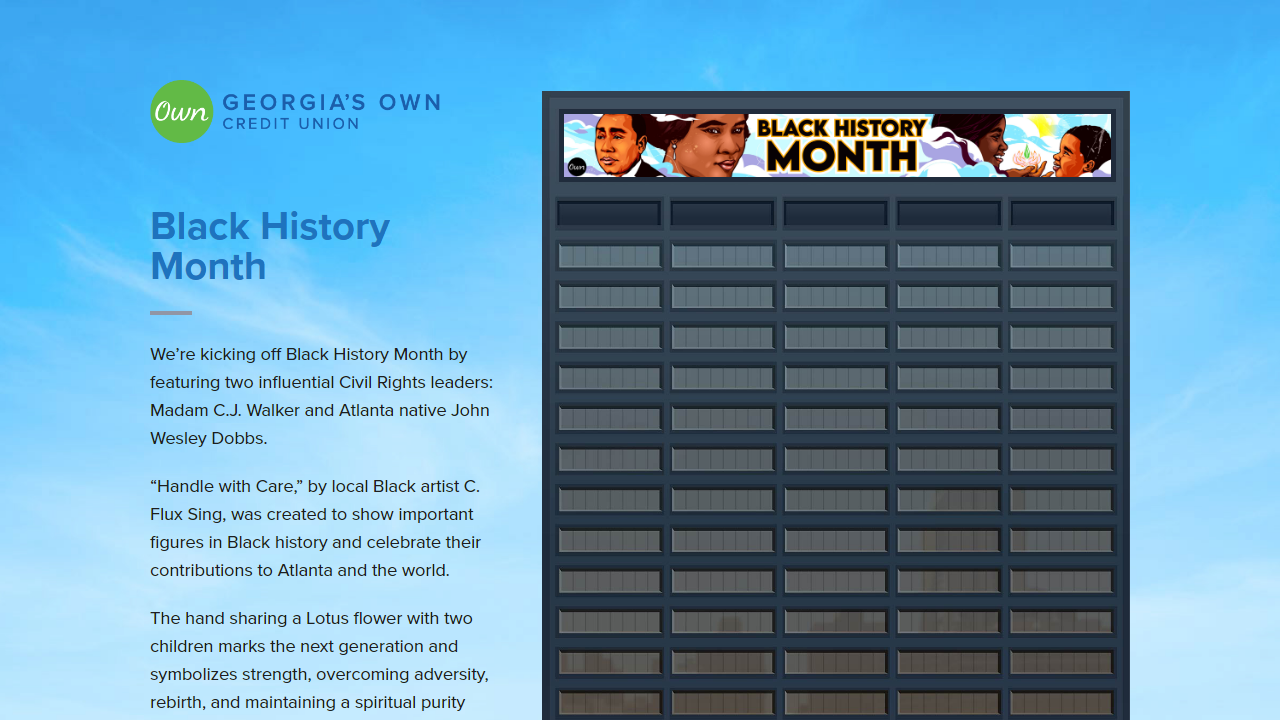 Own
GEORGIA'S OWN
CREDIT UNION
Black History
Month
We're kicking off Black History Month by
featuring two influential Civil Rights leaders:
Madam C.J. Walker and Atlanta native John
Wesley Dobbs.
“Handle with Care,” by local Black artist C.
Flux Sing, was created to show important
figures in Black history and celebrate their
contributions to Atlanta and the world.
The hand sharing a Lotus flower with two
children marks the next generation and
symbolizes strength, overcoming adversity,
rebirth, and maintaining a spiritual purity
BLACK HISTORY
MONTH
Own